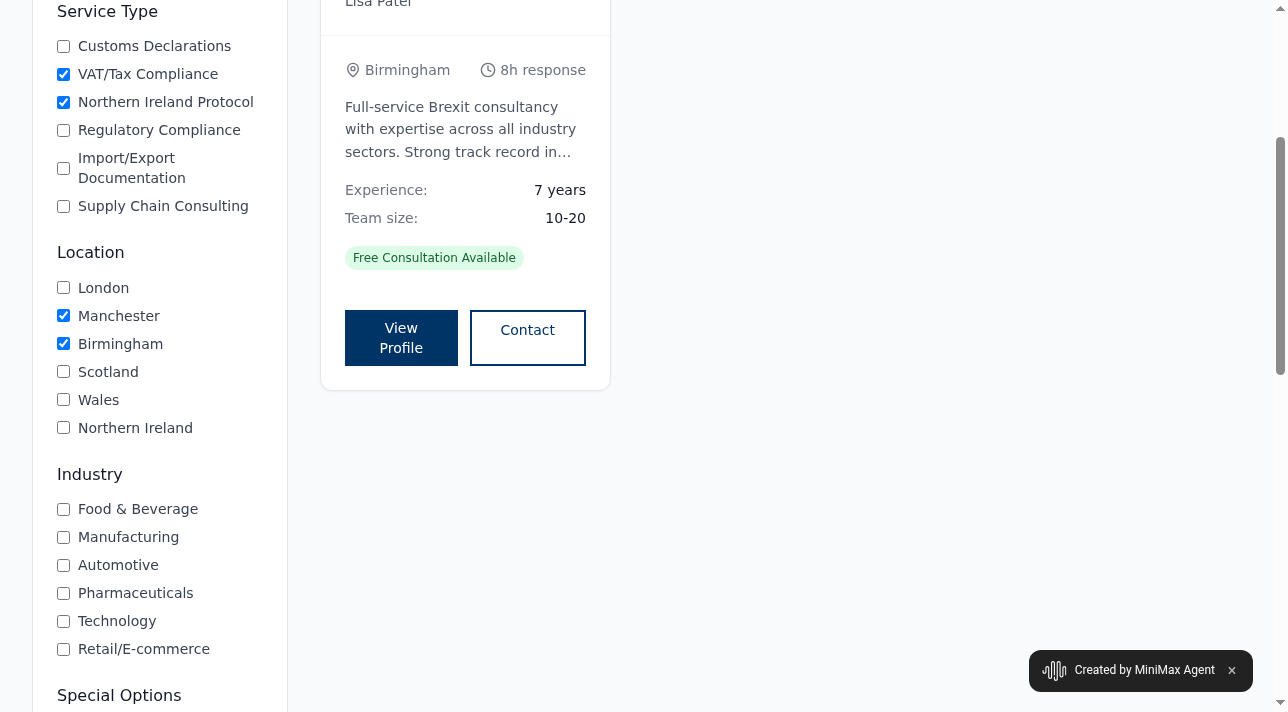 Service Type
Customs Declarations
VAT/Tax Compliance
Northern Ireland Protocol
Regulatory Compliance
Import/Export
Documentation
Supply Chain Consulting
Location
London
Manchester
Birmingham
Scotland
Wales
Northern Ireland
Industry
Food & Beverage
Manufacturing
Automotive
Pharmaceuticals
Technology
Retail/E-commerce
Special Options
Lisa Patel
Birmingham
8h response
Full-service Brexit consultancy
with expertise across all industry
sectors. Strong track record in…
Experience: 7 years
Team size: 10-20
Free Consultation Available
View
Profile
Contact
Created by MiniMax Agent